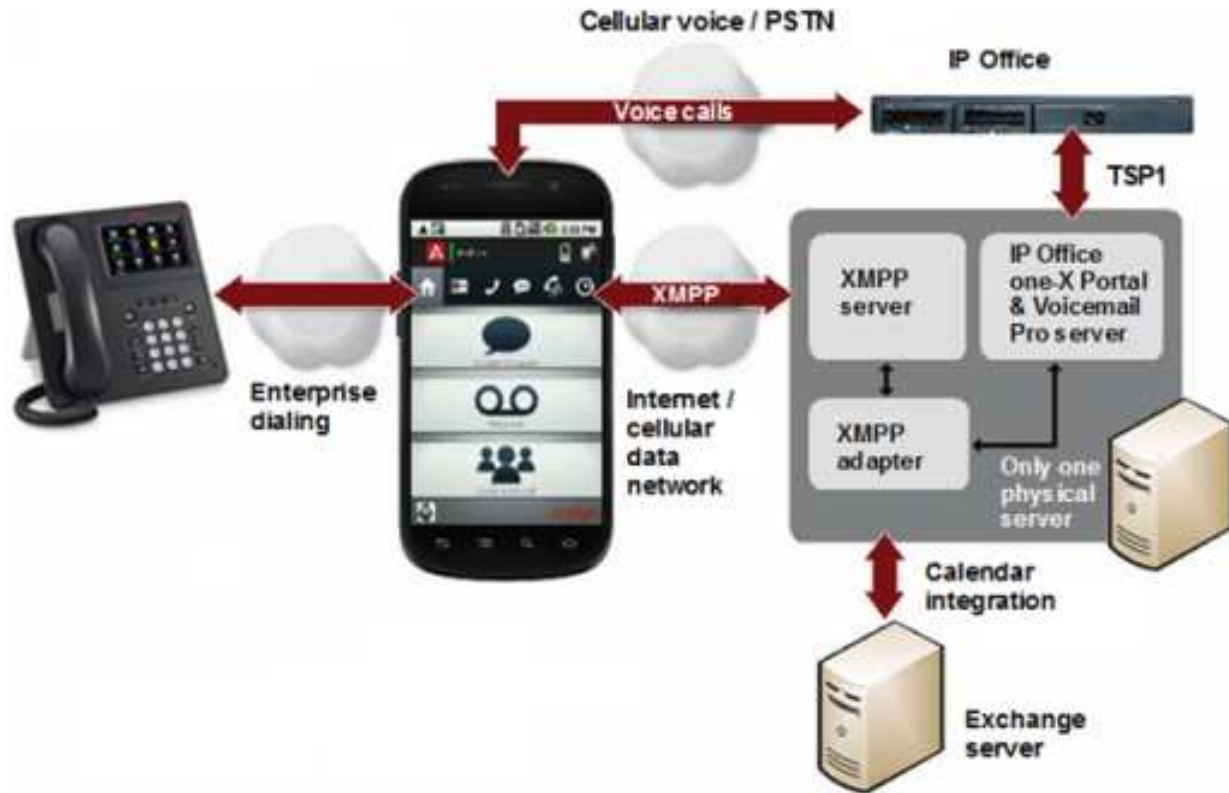 Cellular voice / PSTN
IP Office
Voice calls
TSP1
XMPP
XMPP
server
IP Office
one-X Portal
& Voicemail
Pro server
Enterprise
dialing
Internet /
cellular
data
network
XMPP
adapter
Only one
physical
server
Calendar
integration
Exchange
server